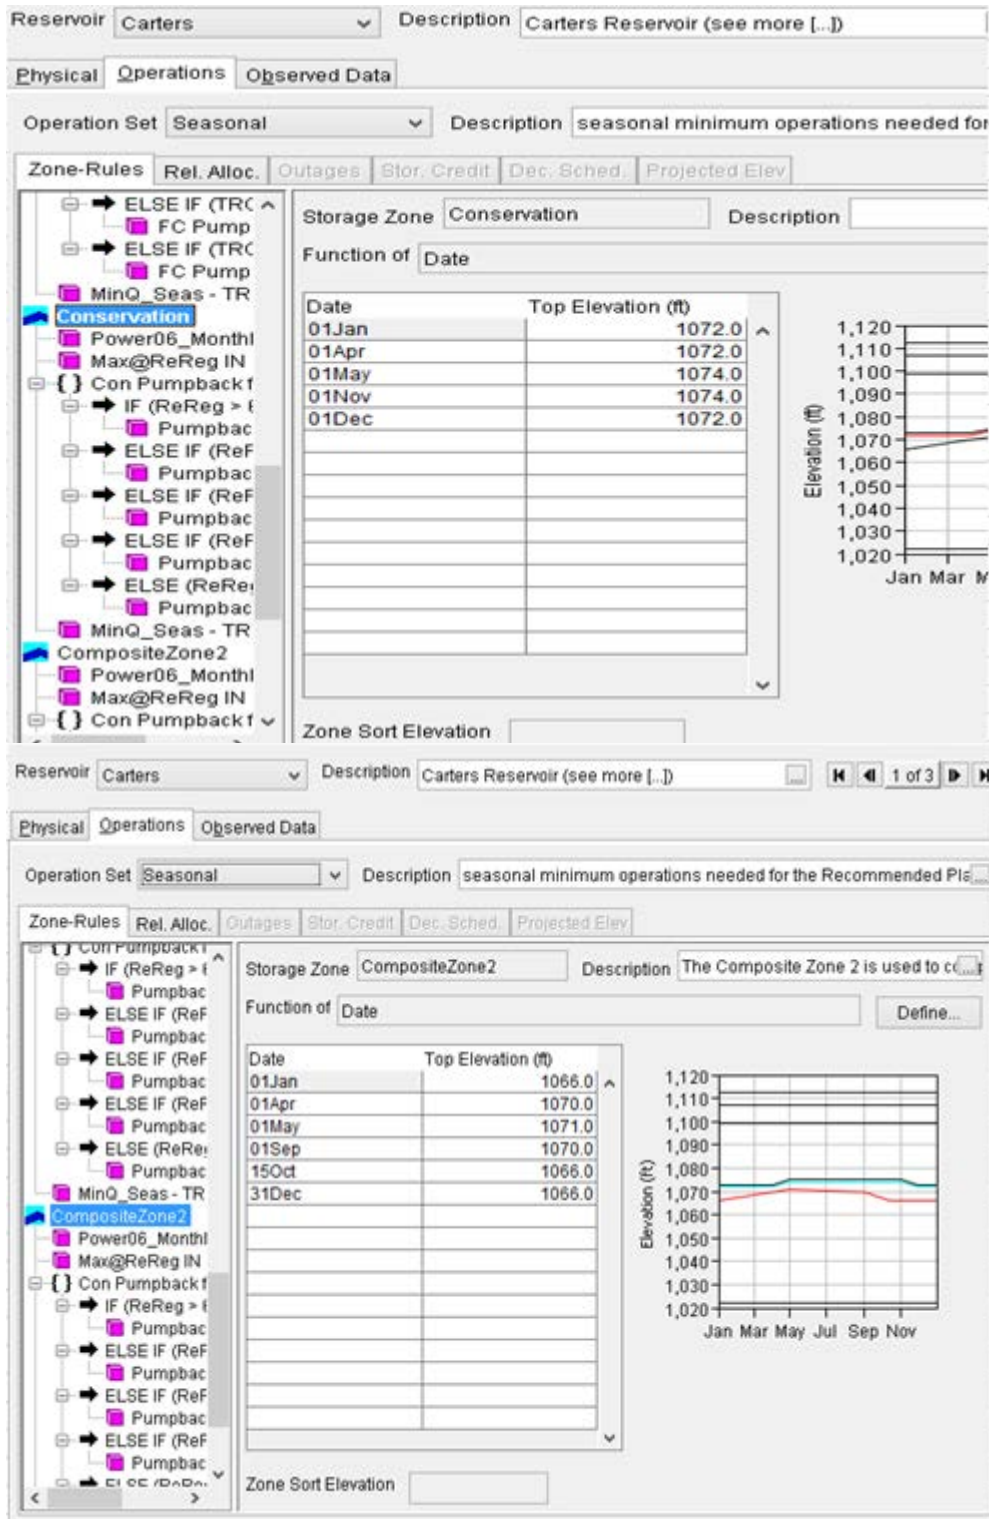 Reservoir Carters Description Carters Reservoir (see more [...])
Physical Operations Observed Data
Operation Set Seasonal Description seasonal minimum operations needed for
Zone-Rules Rel. Alloc. Outages Stor. Credit Dec. Sched. Projected Elev
ELSE IF (TRC
FC Pump
ELSE IF (TRC
FC Pump
MinQ_Seas - TR
Conservation
Power06_Monthl
Max@ReReg IN
{ } Con Pumpback f
IF (ReReg > 6
Pumpbac
ELSE IF (ReF
Pumpbac
ELSE IF (ReF
Pumpbac
ELSE IF (ReF
Pumpbac
ELSE (ReReg
Pumpbac
MinQ_Seas - TR
CompositeZone2
Power06_Monthl
Max@ReReg IN
{ } Con Pumpback f
Storage Zone Conservation Description
Function of Date
Date Top Elevation (ft)
01Jan 1072.0
01Apr 1072.0
01May 1074.0
01Nov 1074.0
01Dec 1072.0
Zone Sort Elevation
Elevation (ft)
1,120
1,110
1,100
1,090
1,080
1,070
1,060
1,050
1,040
1,030
1,020
Jan Mar M
Reservoir Carters Description Carters Reservoir (see more [...]) ... 1 of 3
Physical Operations Observed Data
Operation Set Seasonal Description seasonal minimum operations needed for the Recommended Pla ...
Zone-Rules Rel. Alloc. Outages Stor. Credit Dec. Sched. Projected Elev
{ } Con Pumpback f
IF (ReReg > 6
Pumpbac
ELSE IF (ReF
Pumpbac
ELSE IF (ReF
Pumpbac
ELSE IF (ReF
Pumpbac
ELSE (ReReg
Pumpbac
MinQ_Seas - TR
CompositeZone2
Power06_Monthl
Max@ReReg IN
{ } Con Pumpback f
IF (ReReg > 6
Pumpbac
ELSE IF (ReF
Pumpbac
ELSE IF (ReF
Pumpbac
ELSE IF (ReF
Pumpbac
Storage Zone CompositeZone2 Description The Composite Zone 2 is used to ...
Function of Date Define...
Date Top Elevation (ft)
01Jan 1066.0
01Apr 1070.0
01May 1071.0
01Sep 1070.0
15Oct 1066.0
31Dec 1066.0
Zone Sort Elevation
Elevation (ft)
1,120
1,110
1,100
1,090
1,080
1,070
1,060
1,050
1,040
1,030
1,020
Jan Mar May Jul Sep Nov